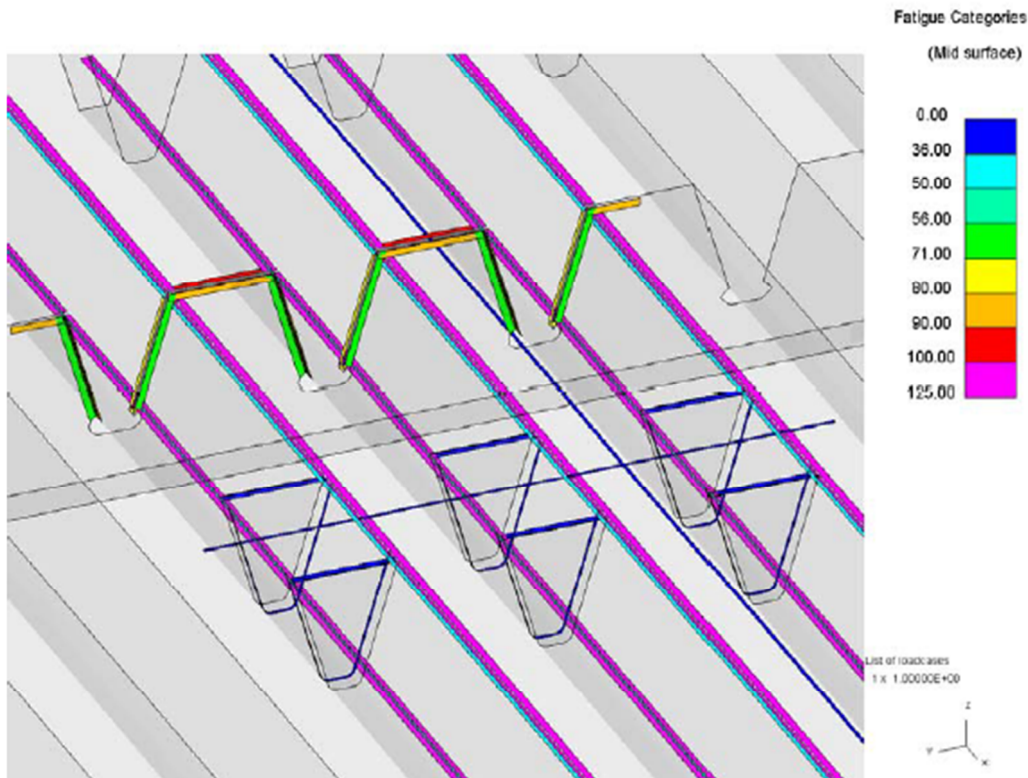 Fatigue Categories
(Mid surface)
0.00
36.00
50.00
56.00
71.00
80.00
90.00
100.00
125.00
List of loadcases
1 x 1.00000E+00
Z
Y
X